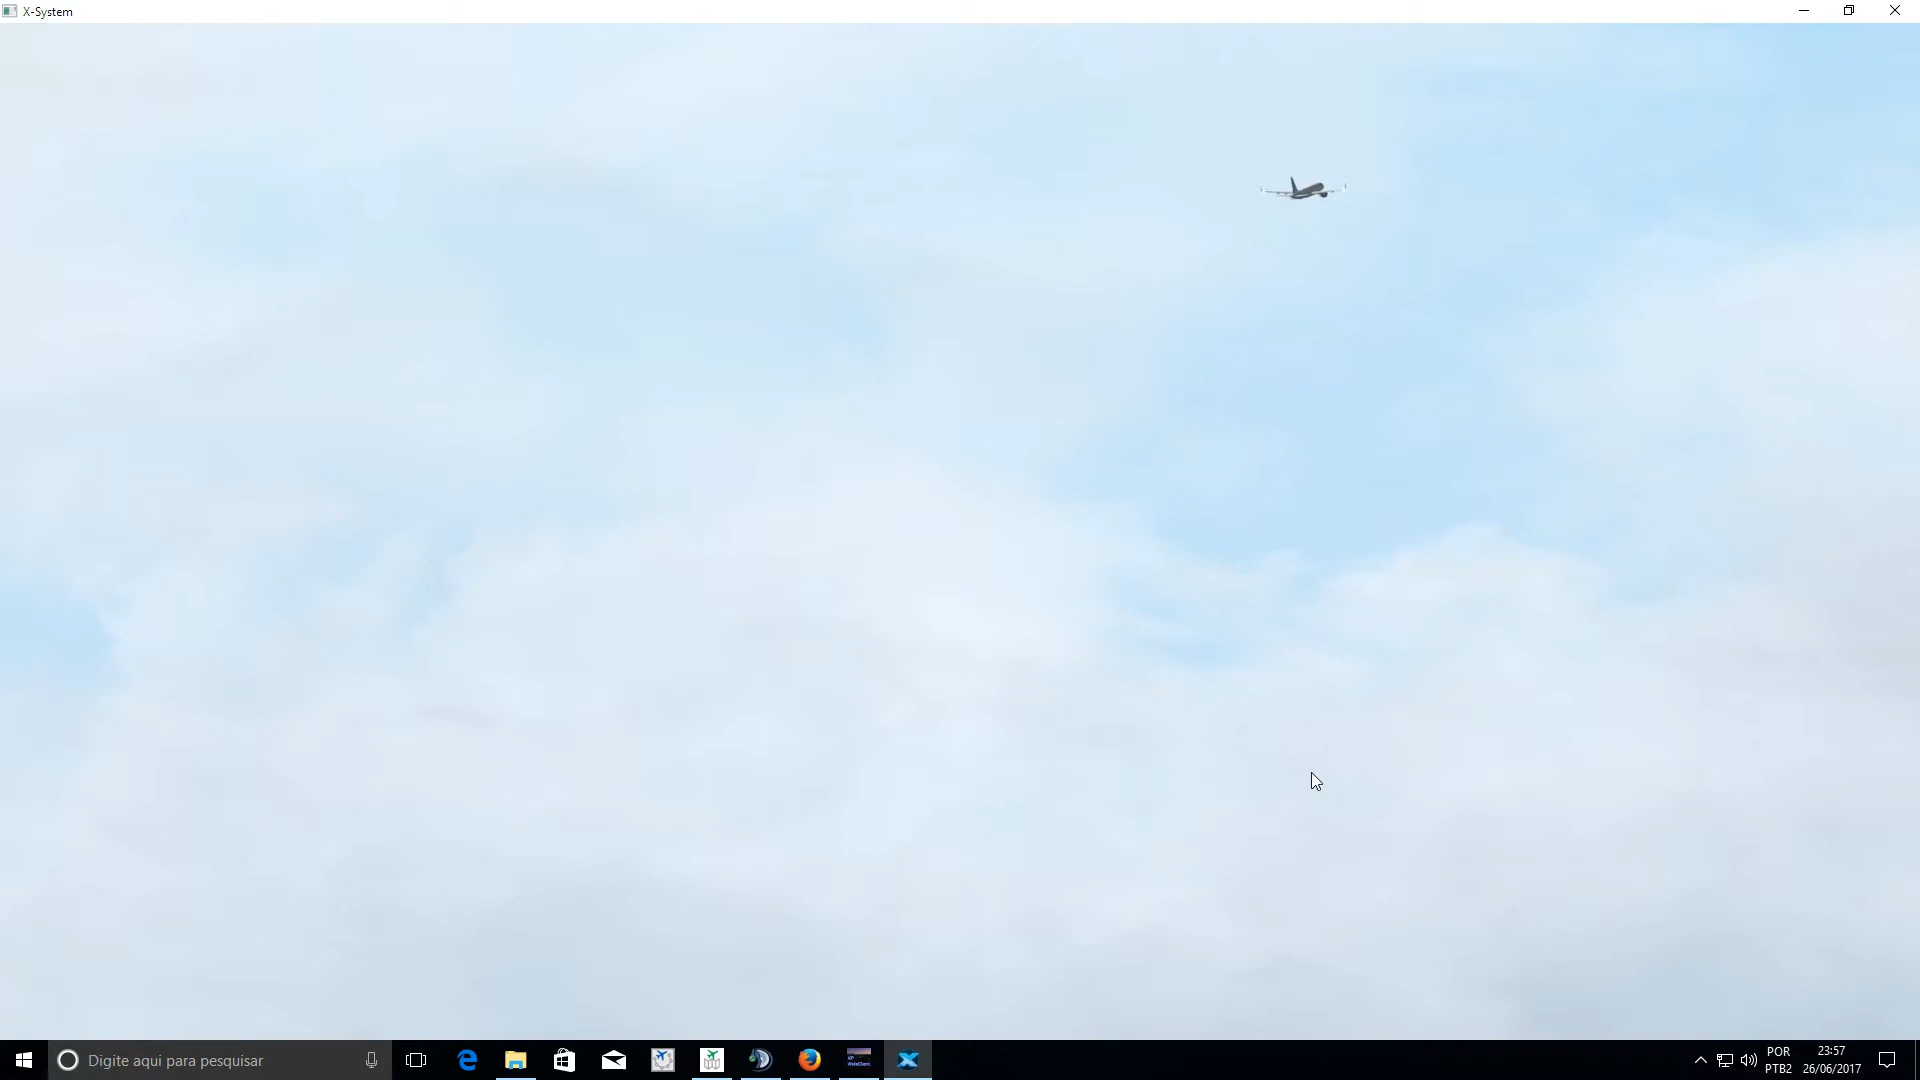 X-System
Digite aqui para pesquisar
POR
PTB2
23:57
26/06/2017